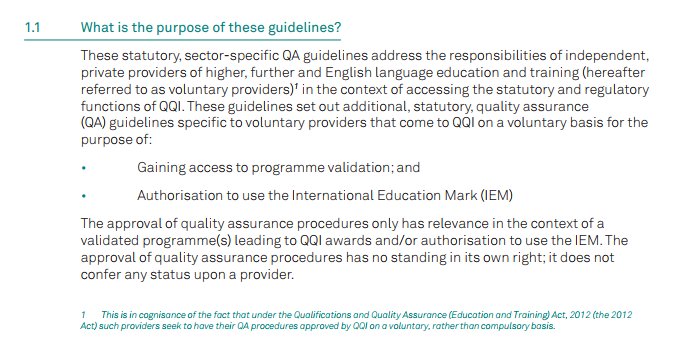 1.1 What is the purpose of these guidelines?
These statutory, sector-specific QA guidelines address the responsibilities of independent,
private providers of higher, further and English language education and training (hereafter
referred to as voluntary providers)¹ in the context of accessing the statutory and regulatory
functions of QQI. These guidelines set out additional, statutory, quality assurance
(QA) guidelines specific to voluntary providers that come to QQI on a voluntary basis for the
purpose of:
• Gaining access to programme validation; and
• Authorisation to use the International Education Mark (IEM)
The approval of quality assurance procedures only has relevance in the context of a
validated programme(s) leading to QQI awards and/or authorisation to use the IEM. The
approval of quality assurance procedures has no standing in its own right; it does not
confer any status upon a provider.
1 This is in cognisance of the fact that under the Qualifications and Quality Assurance (Education and Training) Act, 2012 (the 2012
Act) such providers seek to have their QA procedures approved by QQI on a voluntary, rather than compulsory basis.